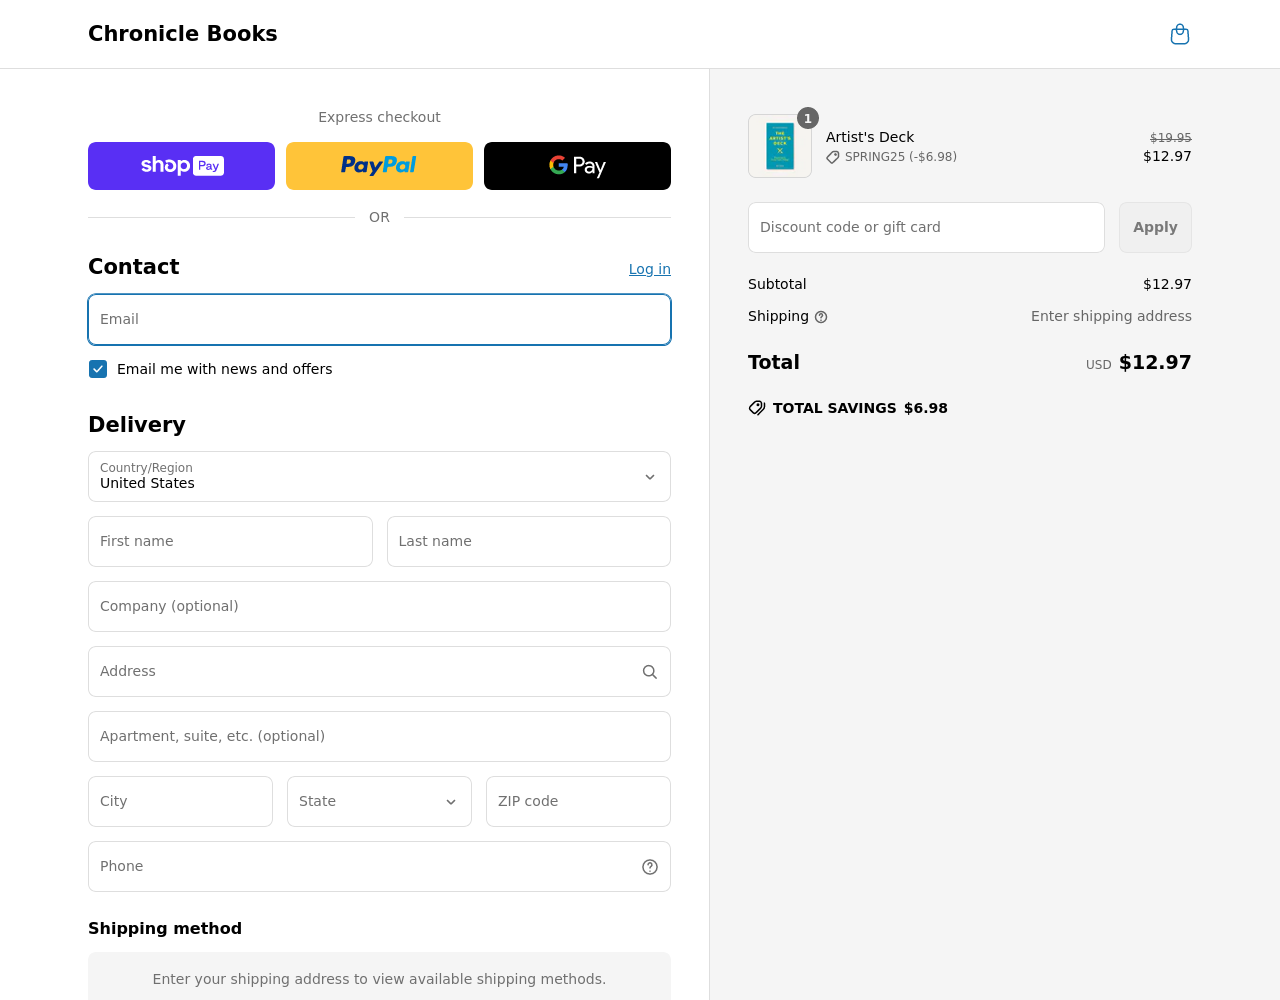 Chronicle Books
Express checkout
shop Pay
PayPal
G Pay
OR
Contact
Log in
Email
Email me with news and offers
Delivery
Country/Region
United States
First name
Last name
Company (optional)
Address
Apartment, suite, etc. (optional)
City
State
ZIP code
Phone
Shipping method
Enter your shipping address to view available shipping methods.
THE
ARTIST'S
DECK
1
Artist's Deck
SPRING25 (-$6.98)
$19.95
$12.97
Discount code or gift card
Apply
Subtotal
$12.97
Shipping
Enter shipping address
Total
USD $12.97
TOTAL SAVINGS $6.98